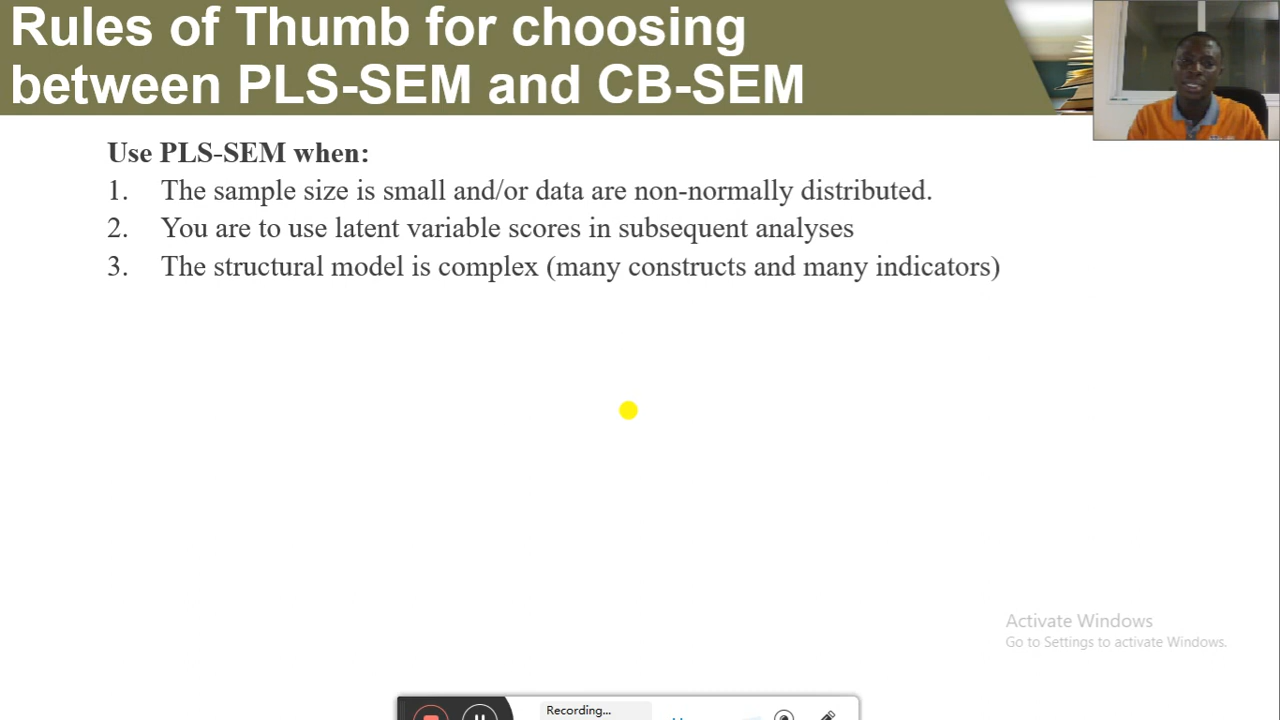 Rules of Thumb for choosing
between PLS-SEM and CB-SEM
Use PLS-SEM when:
1. The sample size is small and/or data are non-normally distributed.
2. You are to use latent variable scores in subsequent analyses
3. The structural model is complex (many constructs and many indicators)
Activate Windows
Go to Settings to activate Windows.
Recording...